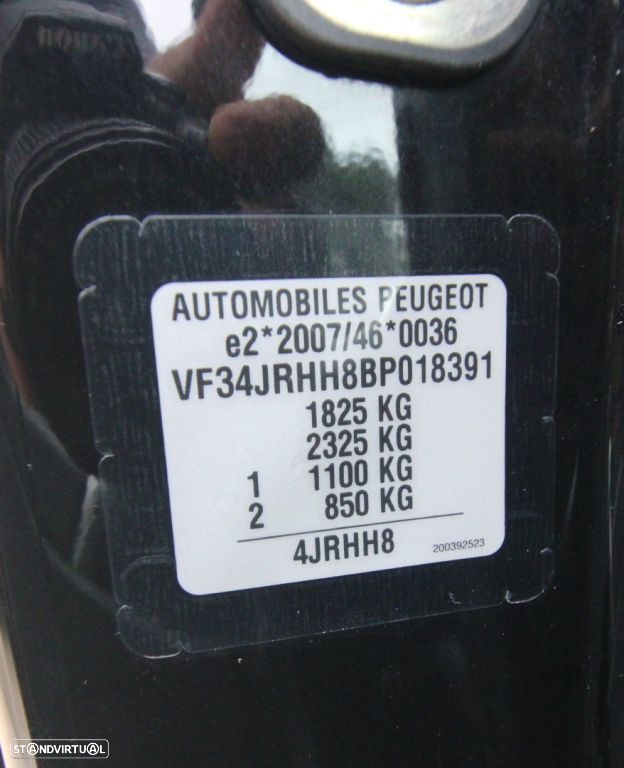 CANON
AUTOMOBILES PEUGEOT
e2*2007/46*0036
VF34JRHH8BP018391
1825 KG
2325 KG
1 1100 KG
2 850 KG
4JRHH8 200392523
STANDVIRTUAL